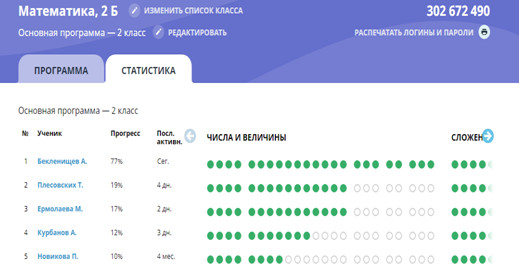 Математика, 2 Б ИЗМЕНИТЬ СПИСОК КЛАССА 302 672 490
Основная программа — 2 класс РЕДАКТИРОВАТЬ РАСПЕЧАТАТЬ ЛОГИНЫ И ПАРОЛИ
ПРОГРАММА СТАТИСТИКА
Основная программа — 2 класс
№ Ученик Прогресс Посл. активн. ЧИСЛА И ВЕЛИЧИНЫ СЛОЖЕН
1 Бекленищев А. 77% Сег.
2 Плесовских Т. 19% 4 дн.
3 Ермолаева М. 17% 2 дн.
4 Курбанов А. 12% 3 дн.
5 Новикова П. 10% 4 мес.